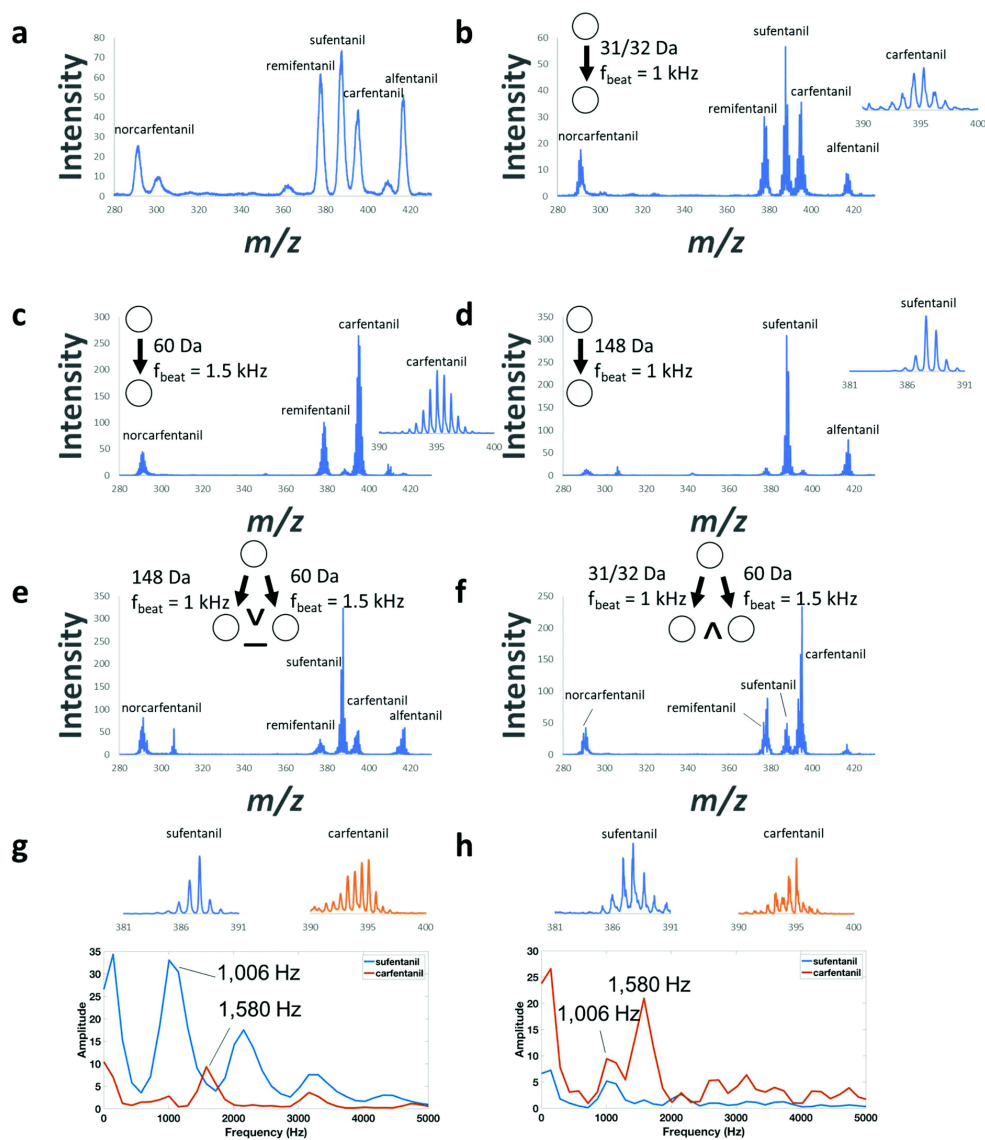 a
Intensity
80
70
60
50
40
30
20
10
0
norcarfentanil
remifentanil
sufentanil
carfentanil
alfentanil
280 300 320 340 360 380 400 420
m/z
b
Intensity
60
50
40
30
20
10
0
31/32 Da
fbeat = 1 kHz
norcarfentanil
remifentanil
sufentanil
carfentanil
alfentanil
280 300 320 340 360 380 400 420
m/z
carfentanil
390 395 400
c
Intensity
300
250
200
150
100
50
0
60 Da
fbeat = 1.5 kHz
norcarfentanil
remifentanil
carfentanil
280 300 320 340 360 380 400 420
m/z
carfentanil
390 395 400
d
Intensity
350
300
250
200
150
100
50
0
148 Da
fbeat = 1 kHz
sufentanil
alfentanil
280 300 320 340 360 380 400 420
m/z
sufentanil
381 386 391
e
Intensity
350
300
250
200
150
100
50
0
148 Da
fbeat = 1 kHz
60 Da
fbeat = 1.5 kHz
V
norcarfentanil
remifentanil
sufentanil
carfentanil
alfentanil
280 300 320 340 360 380 400 420
m/z
f
Intensity
250
200
150
100
50
0
31/32 Da
fbeat = 1 kHz
60 Da
fbeat = 1.5 kHz
Λ
norcarfentanil
remifentanil
sufentanil
carfentanil
280 300 320 340 360 380 400 420
m/z
g
sufentanil
381 386 391
carfentanil
390 395 400
Amplitude
35
30
25
20
15
10
5
0
1,006 Hz
1,580 Hz
sufentanil
carfentanil
0 1000 2000 3000 4000 5000
Frequency (Hz)
h
sufentanil
381 386 391
carfentanil
390 395 400
Amplitude
30
25
20
15
10
5
0
1,580 Hz
1,006 Hz
sufentanil
carfentanil
0 1000 2000 3000 4000 5000
Frequency (Hz)